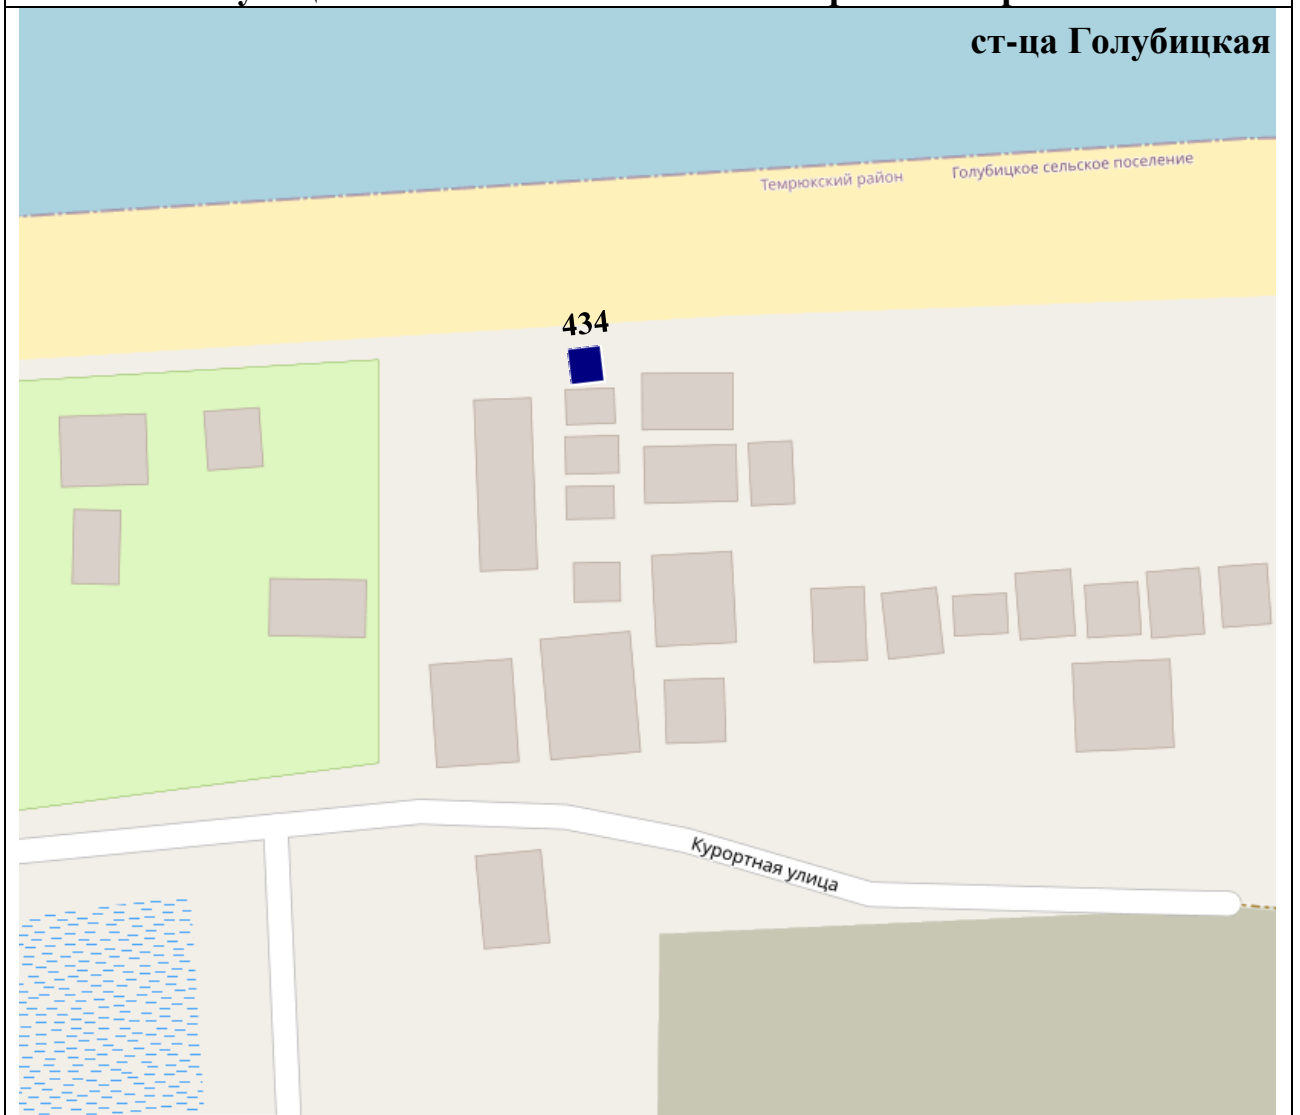 ст-ца Голубицкая
Темрюкский район
Голубицкое сельское поселение
434
Курортная улица